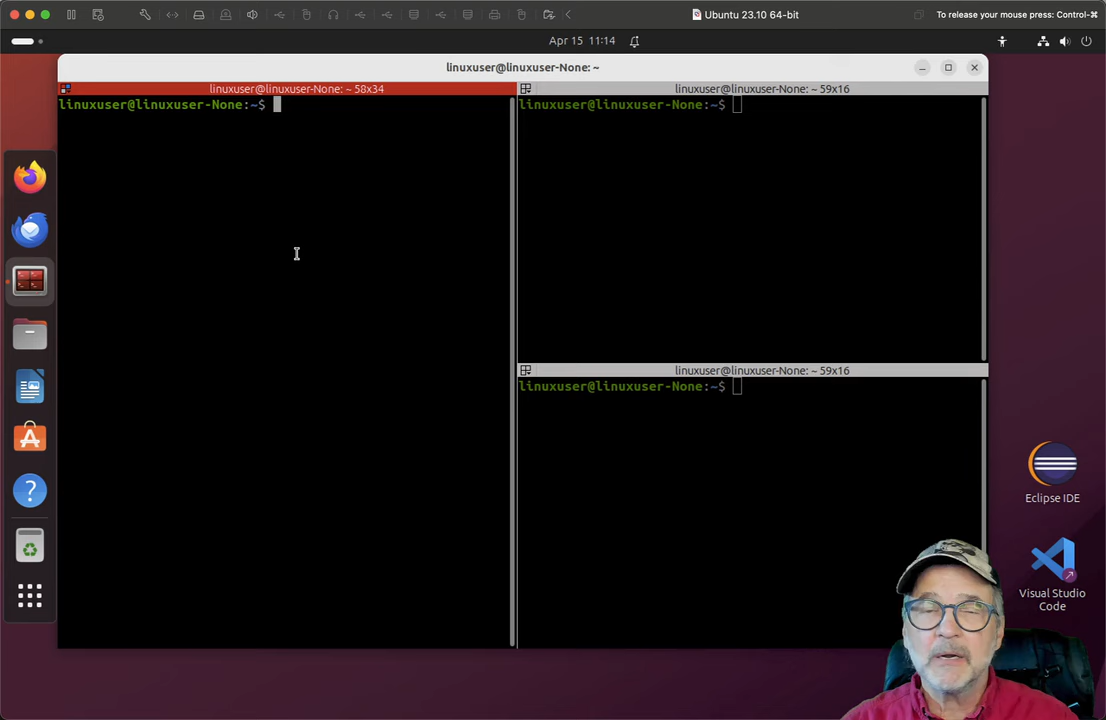 Ubuntu 23.10 64-bit
To release your mouse press: Control-⌘
Apr 15 11:14
linuxuser@linuxuser-None: ~
linuxuser@linuxuser-None: ~ 58x34
linuxuser@linuxuser-None:~$
linuxuser@linuxuser-None: ~ 59x16
linuxuser@linuxuser-None:~$
linuxuser@linuxuser-None: ~ 59x16
linuxuser@linuxuser-None:~$
Eclipse IDE
Visual Studio
Code